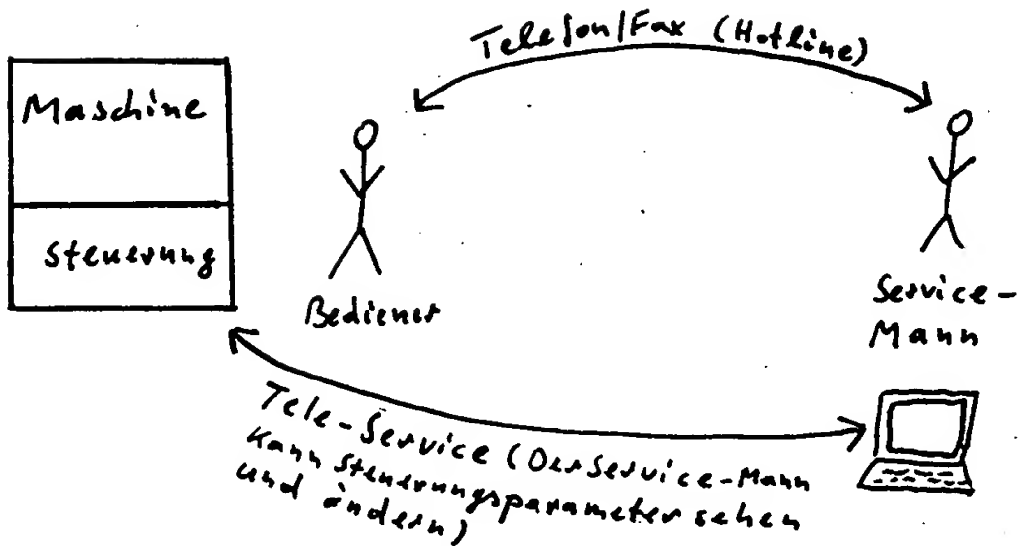 Telefon/Fax (Hotline)
Maschine
Steuerung
Bediener
Service-
Mann
Tele-Service (Der Service-Mann
kann Steuerungsparameter sehen
und ändern)